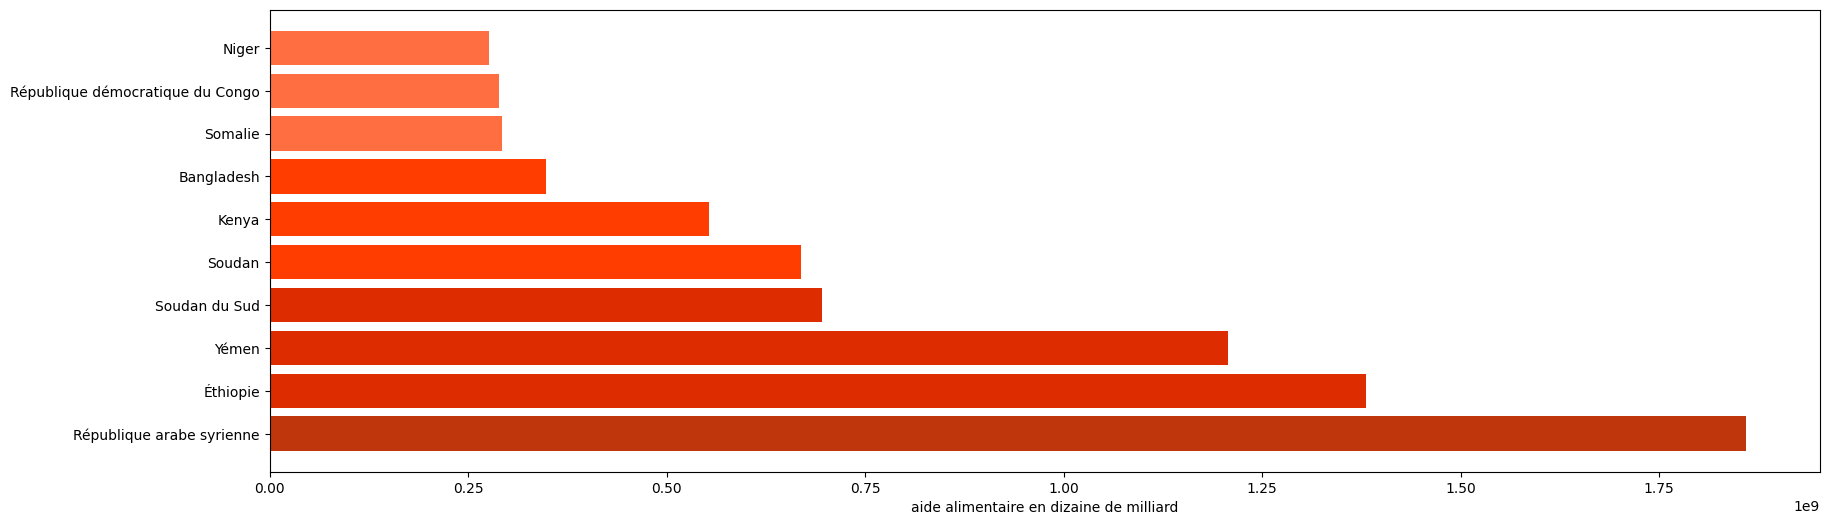 Niger
République démocratique du Congo
Somalie
Bangladesh
Kenya
Soudan
Soudan du Sud
Yémen
Éthiopie
République arabe syrienne
0.00 0.25 0.50 0.75 1.00 1.25 1.50 1.75
aide alimentaire en dizaine de milliard 1e9